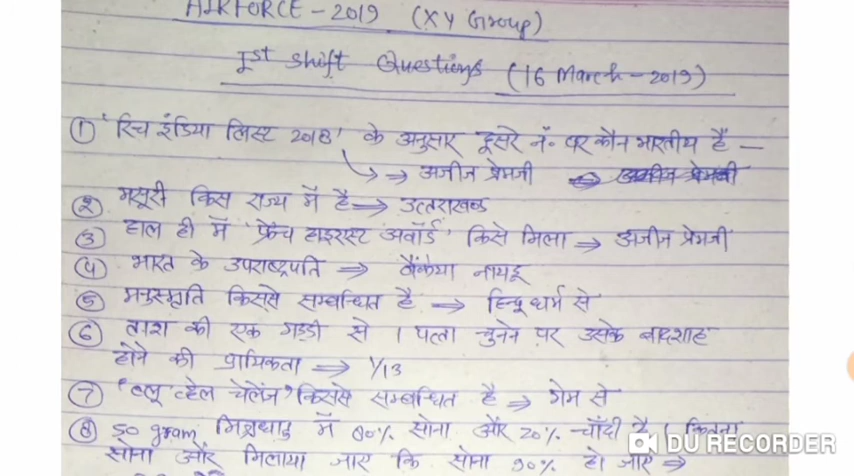 AIRFORCE - 2019 (XY Group)
Ist Shift Questions (16 March - 2019)
① 'रिच इंडिया लिस्ट 2018' के अनुसार दूसरे नं॰ पर कौन भारतीय हैं —
→ ⇒ अजीज प्रेमजी
② मसूरी किस राज्य में है ⇒ उत्तराखण्ड
③ हाल ही में 'फ्रेंच हाइएस्ट अवॉर्ड' किसे मिला ⇒ अजीज प्रेमजी
④ भारत के उपराष्ट्रपति ⇒ वैंकैया नायडू
⑤ मनुस्मृति किससे सम्बन्धित है ⇒ हिन्दू धर्म से
⑥ ताश की एक गड्डी से 1 पत्ता चुनने पर उसके बादशाह
होने की प्रायिकता ⇒ 1/13
⑦ 'ब्लू व्हेल चेलेंज' किससे सम्बन्धित है ⇒ गेम से
⑧ 50 gram मिश्रधातु में 80% सोना और 20% चाँदी है । कितना
सोना और मिलाया जाए कि सोना 90% हो जाए ⇒
DU RECORDER